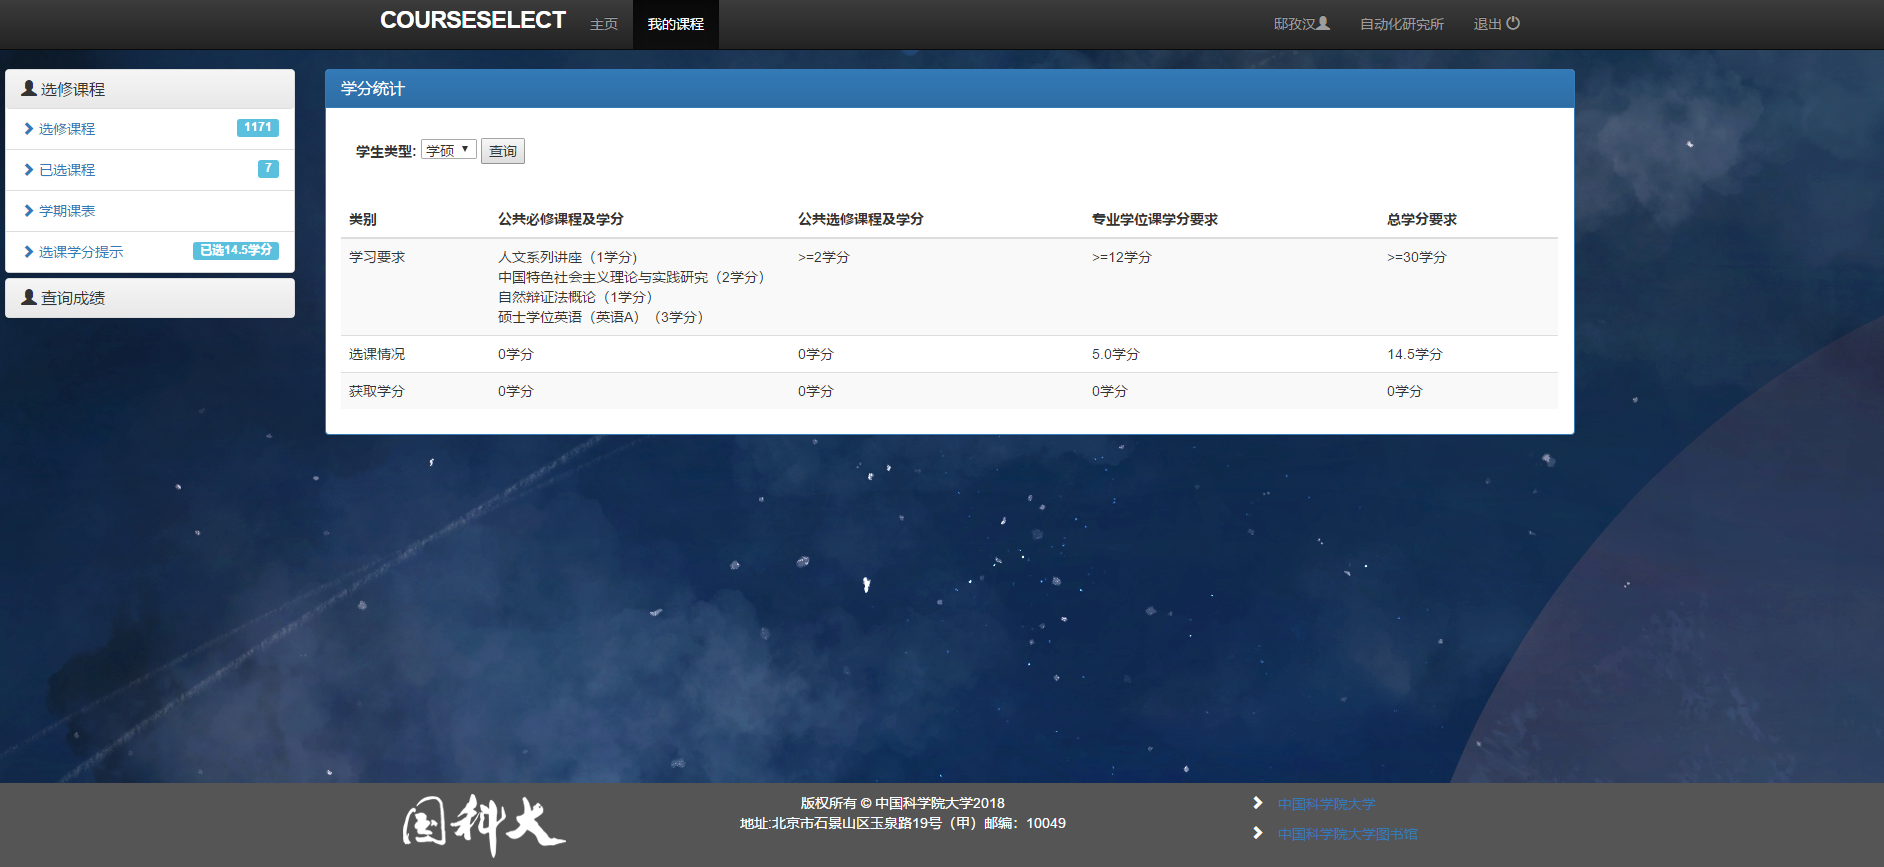 COURSESELECT 主页 我的课程 邸孜汉 自动化研究所 退出
选修课程
选修课程 1171
已选课程 7
学期课表
选课学分提示 已选14.5学分
查询成绩
学分统计
学生类型: 学硕 查询
类别 公共必修课程及学分 公共选修课程及学分 专业学位课学分要求 总学分要求
学习要求 人文系列讲座（1学分) >=2学分 >=12学分 >=30学分
中国特色社会主义理论与实践研究（2学分）
自然辩证法概论（1学分）
硕士学位英语（英语A）（3学分）
选课情况 0学分 0学分 5.0学分 14.5学分
获取学分 0学分 0学分 0学分 0学分
国科大
版权所有 © 中国科学院大学2018
地址:北京市石景山区玉泉路19号（甲）邮编：10049
中国科学院大学
中国科学院大学图书馆